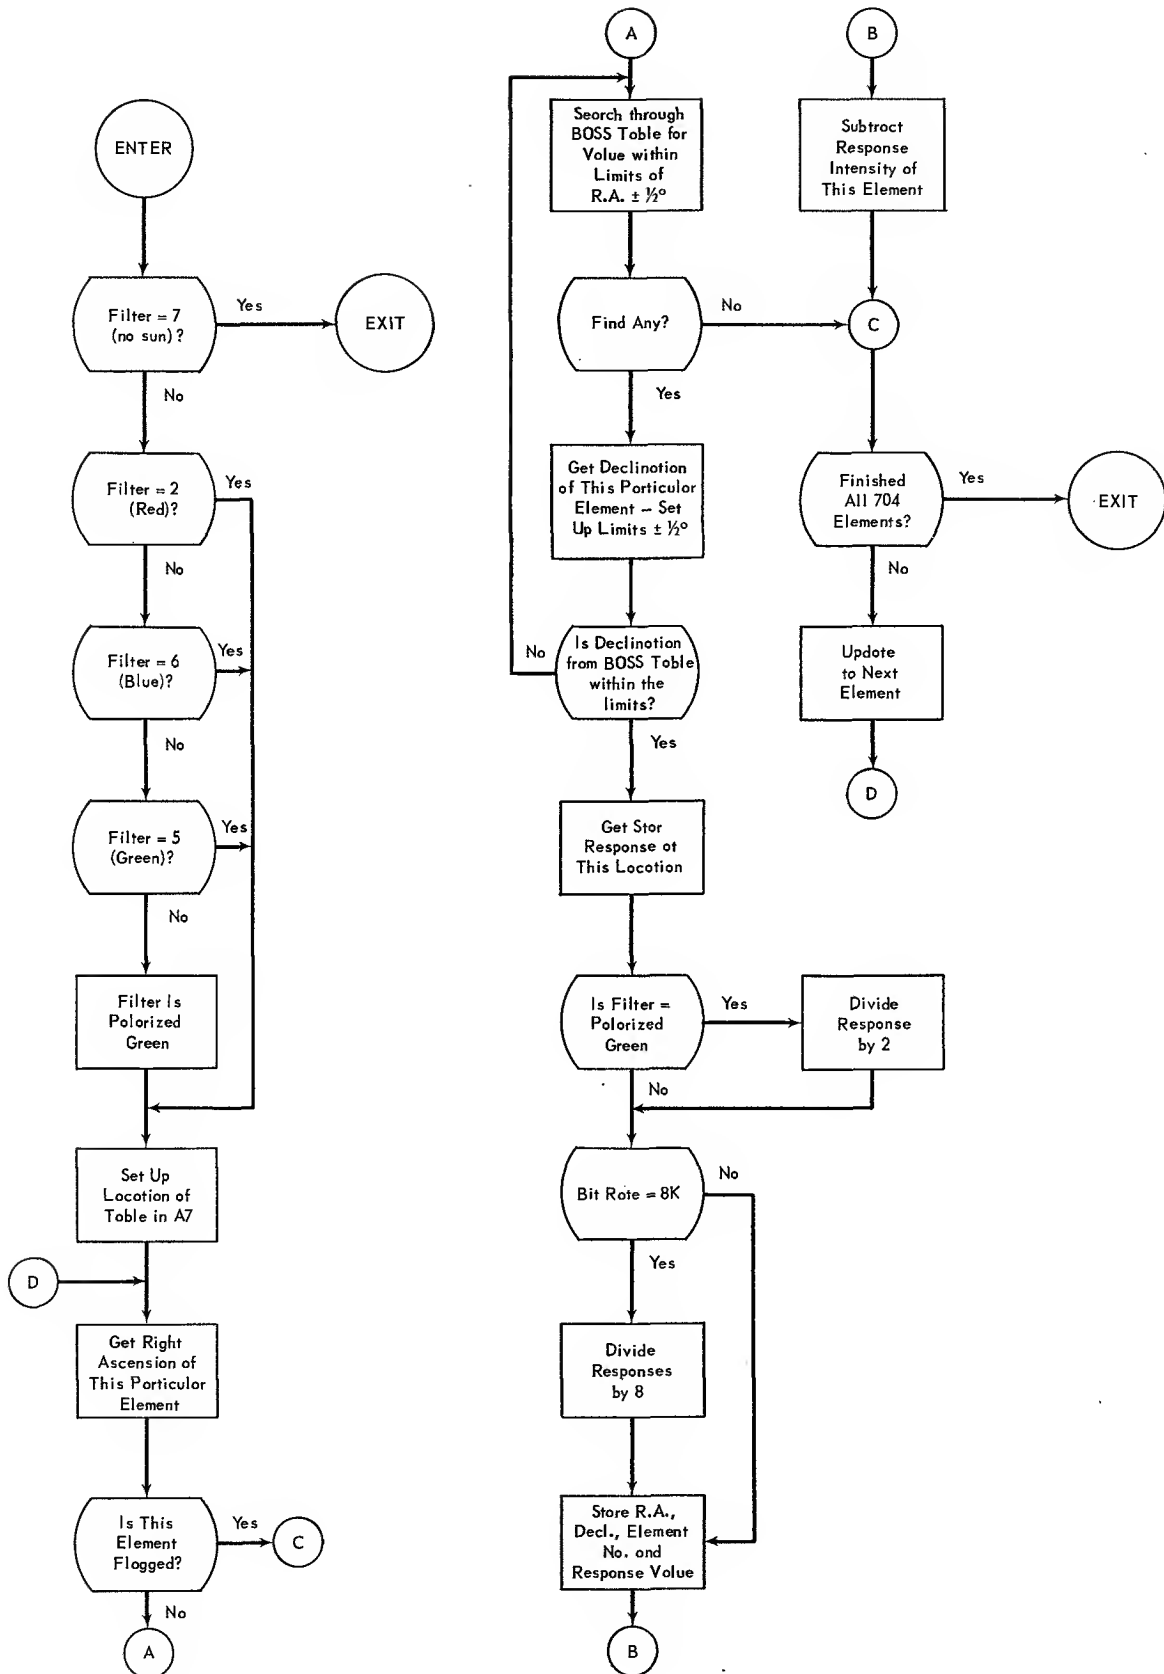 ENTER
Filter = 7
(no sun) ?
Yes
EXIT
No
Filter = 2
(Red)?
Yes
No
Filter = 6
(Blue)?
Yes
No
Filter = 5
(Green)?
Yes
No
Filter Is
Polorized
Green
Set Up
Location of
Table in A7
D
Get Right
Ascension of
This Porticulor
Element
Is This
Element
Flogged?
Yes
C
No
A
A
Seorch through
BOSS Table for
Volue within
Limits of
R.A. ± ½°
Find Any?
No
Yes
Get Declinotion
of This Porticulor
Element – Set
Up Limits ± ½°
Is Declinotion
from BOSS Table
within the
limits?
No
Yes
Get Stor
Response ot
This Locotion
Is Filter =
Polorized
Green
Yes
Divide
Response
by 2
No
Bit Rote = 8K
No
Yes
Divide
Responses
by 8
Store R.A.,
Decl., Element
No. ond
Response Value
B
B
Subtroct
Response
Intensity of
This Element
C
Finished
All 704
Elements?
Yes
EXIT
No
Updote
to Next
Element
D